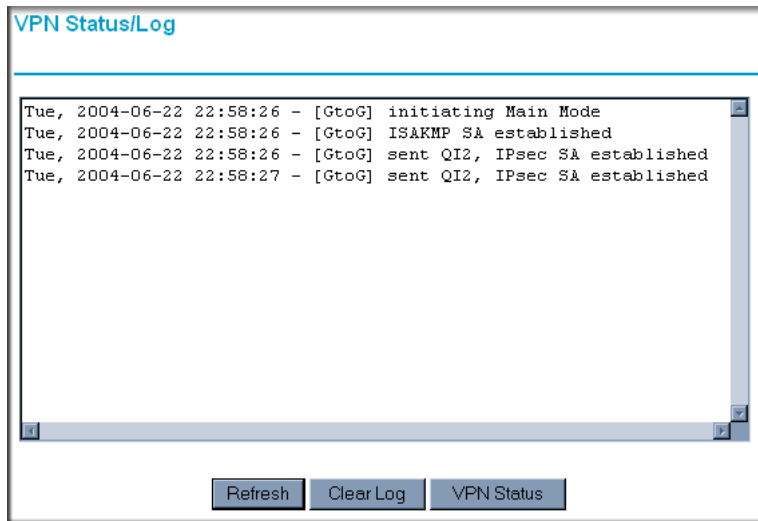 VPN Status/Log
Tue, 2004-06-22 22:58:26 - [GtoG] initiating Main Mode
Tue, 2004-06-22 22:58:26 - [GtoG] ISAKMP SA established
Tue, 2004-06-22 22:58:26 - [GtoG] sent QI2, IPsec SA established
Tue, 2004-06-22 22:58:27 - [GtoG] sent QI2, IPsec SA established
Refresh Clear Log VPN Status